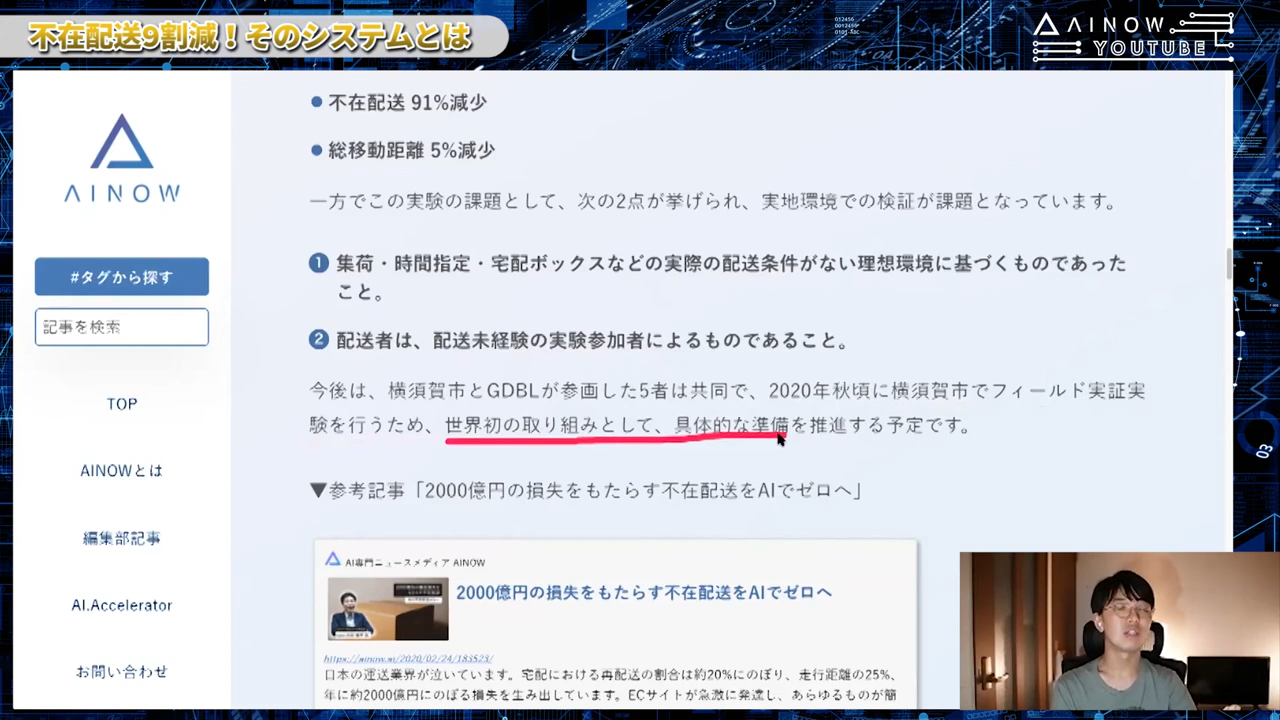 不在配送9割減！そのシステムとは
AINOW
YOUTUBE
AINOW
#タグから探す
記事を検索
TOP
AINOWとは
編集部記事
AI.Accelerator
お問い合わせ
不在配送 91%減少
総移動距離 5%減少
一方でこの実験の課題として、次の2点が挙げられ、実地環境での検証が課題となっています。
1 集荷・時間指定・宅配ボックスなどの実際の配送条件がない理想環境に基づくものであった
こと。
2 配送者は、配送未経験の実験参加者によるものであること。
今後は、横須賀市とGDBLが参画した5者は共同で、2020年秋頃に横須賀市でフィールド実証実
験を行うため、世界初の取り組みとして、具体的な準備を推進する予定です。
▼参考記事「2000億円の損失をもたらす不在配送をAIでゼロへ」
AI専門ニュースメディア AINOW
2000億円の損失をもたらす不在配送をAIでゼロへ
https://ainow.ai/2020/02/24/183523/
日本の運送業界が泣いています。宅配における再配送の割合は約20%にのぼり、走行距離の25%、
年に約2000億円にのぼる損失を生み出しています。ECサイトが急激に発達し、あらゆるものが簡
03